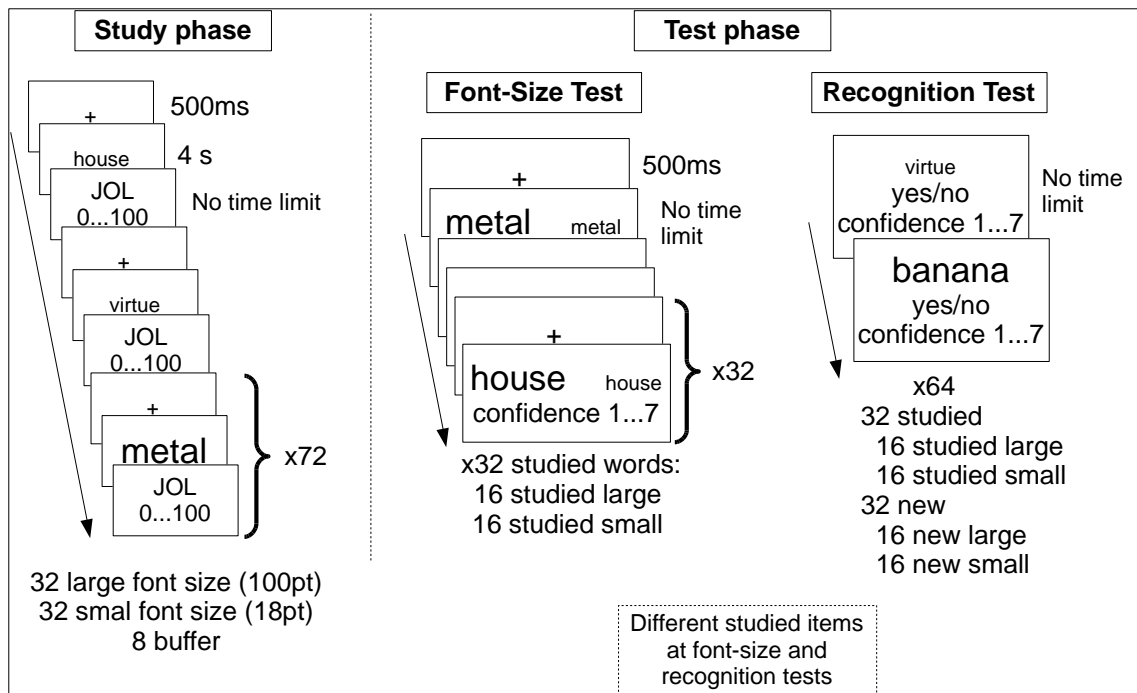 Study phase
500ms
+
house
4 s
JOL
0...100
No time limit
+
virtue
JOL
0...100
+
metal
JOL
0...100
x72
32 large font size (100pt)
32 smal font size (18pt)
8 buffer
Test phase
Font-Size Test
+
500ms
metal metal
No time
limit
+
house house
confidence 1...7
x32
x32 studied words:
16 studied large
16 studied small
Recognition Test
virtue
yes/no
confidence 1...7
No time
limit
banana
yes/no
confidence 1...7
x64
32 studied
16 studied large
16 studied small
32 new
16 new large
16 new small
Different studied items
at font-size and
recognition tests